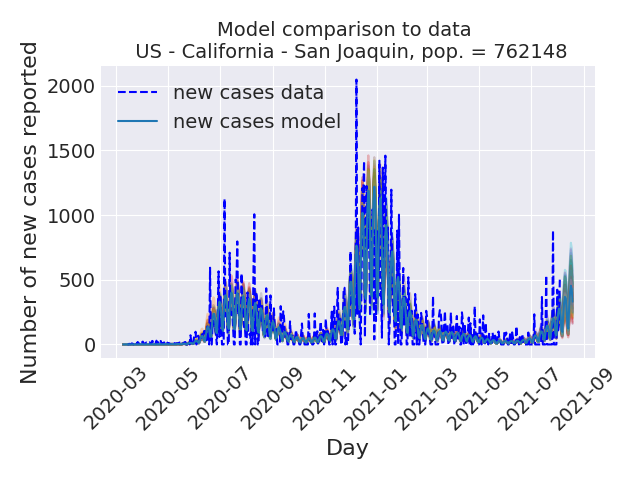 Model comparison to data
US - California - San Joaquin, pop. = 762148
Number of new cases reported
2000
1500
1000
500
0
new cases data
new cases model
2020-03
2020-05
2020-07
2020-09
2020-11
2021-01
2021-03
2021-05
2021-07
2021-09
Day